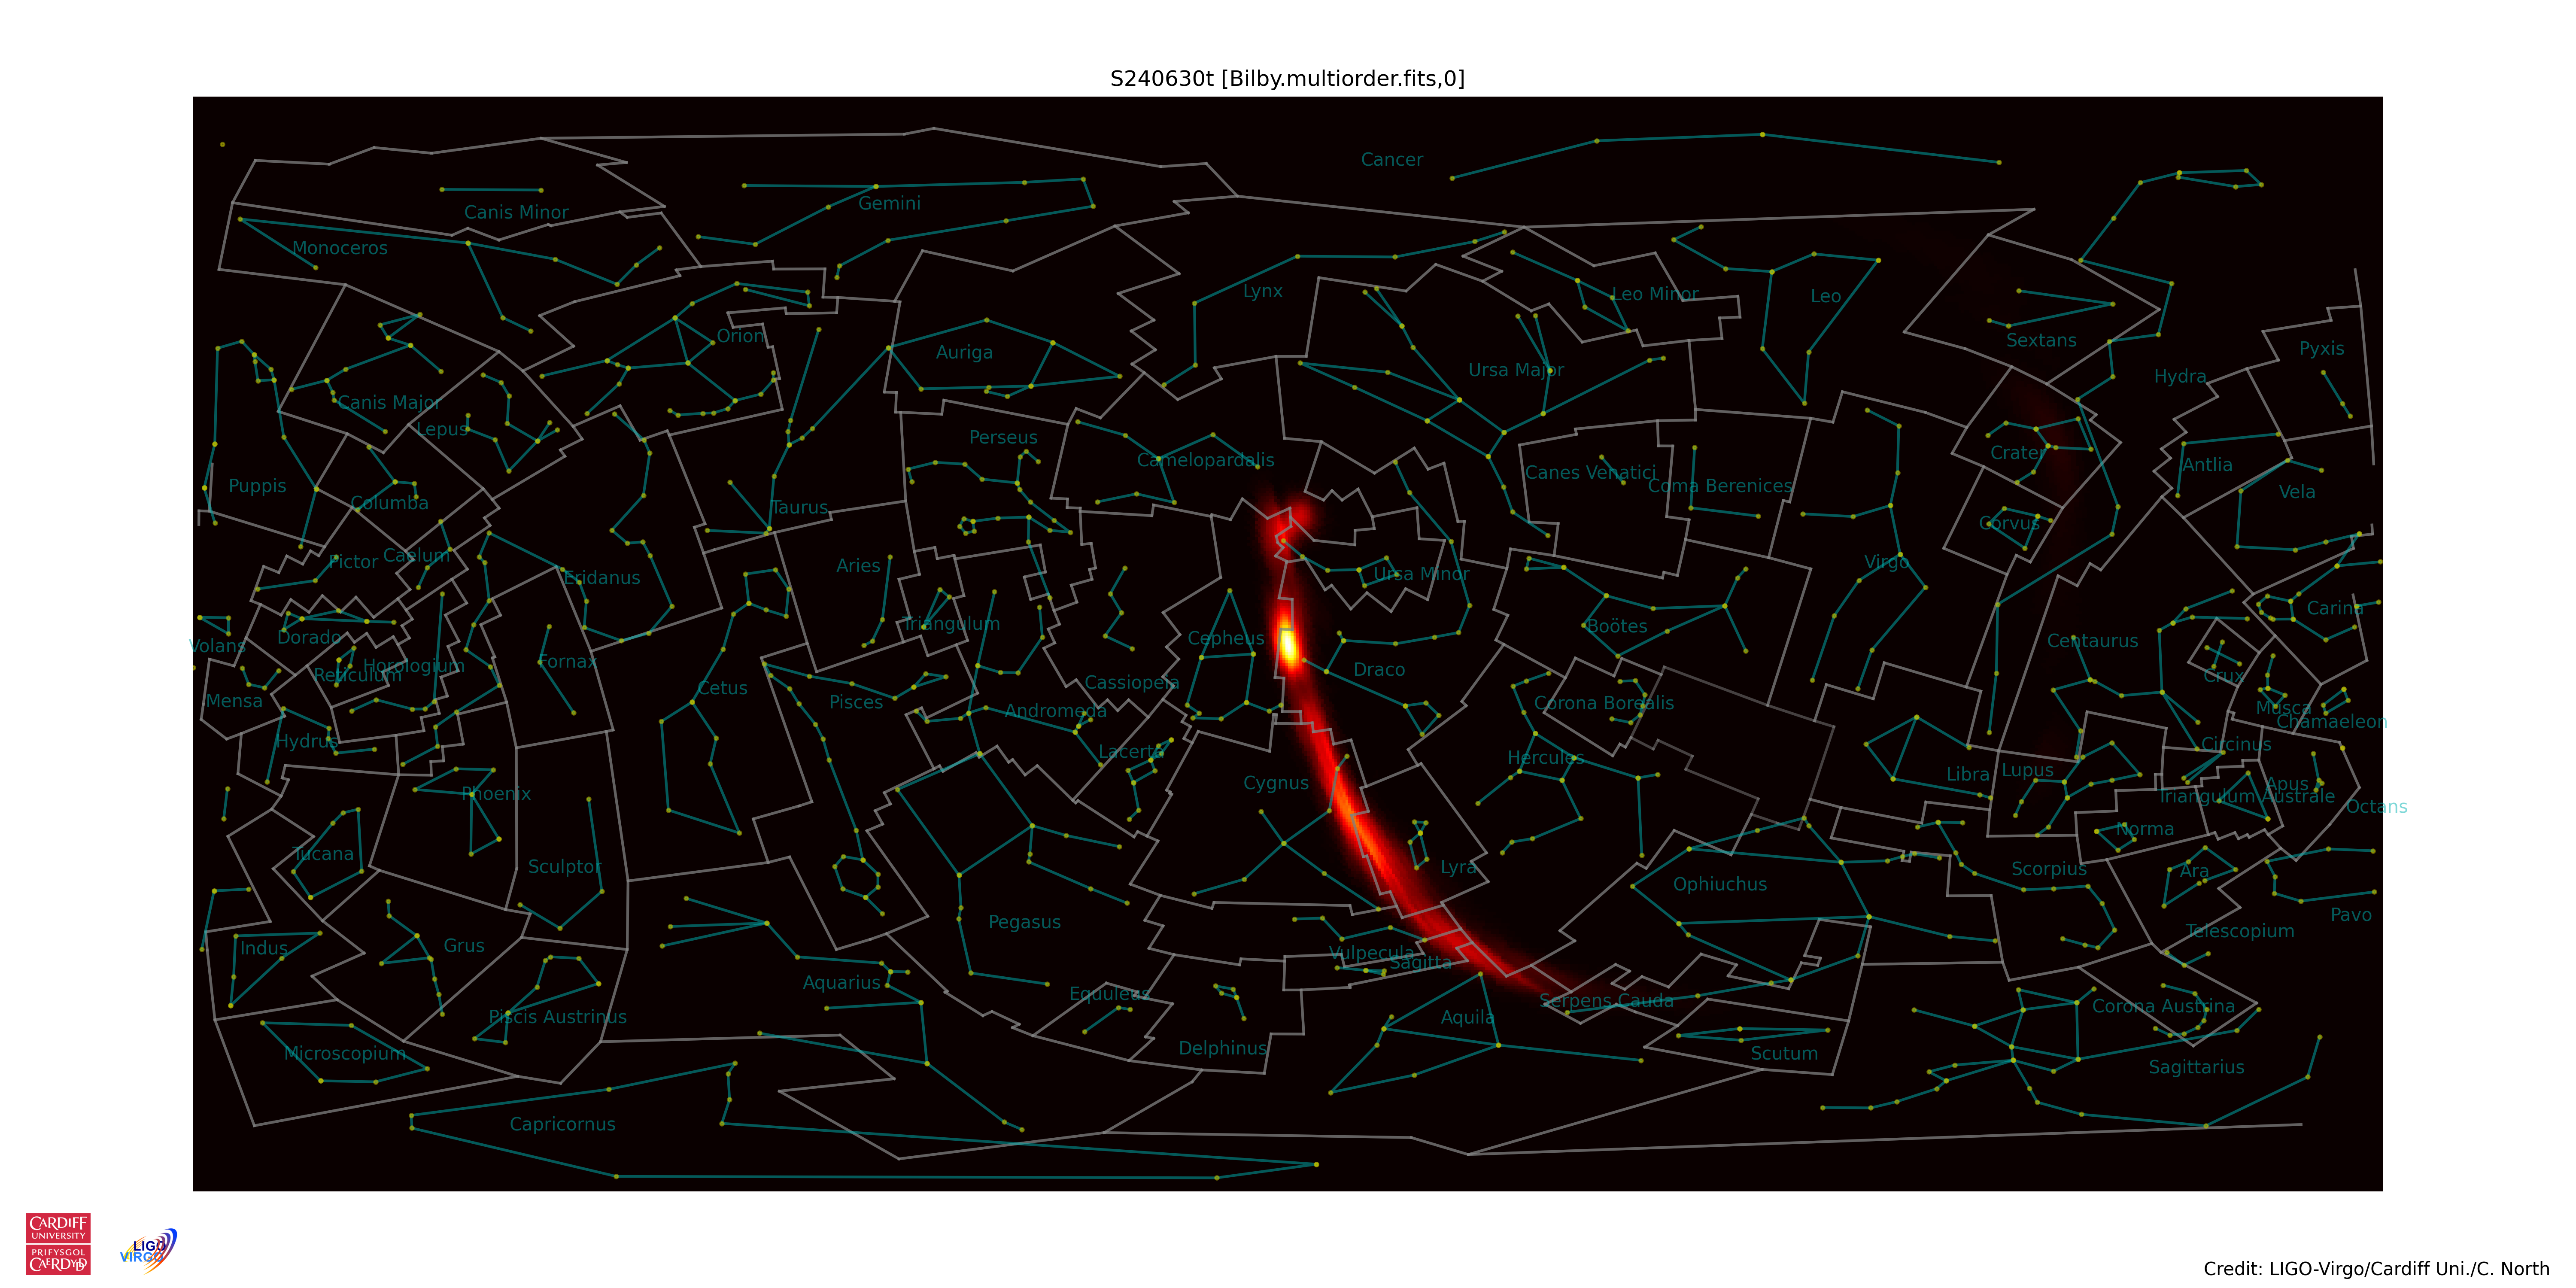 S240630t [Bilby.multiorder.fits,0]
Cancer
Canis Minor
Gemini
Monoceros
Lynx
Leo Minor
Leo
Orion
Sextans
Pyxis
Auriga
Ursa Major
Hydra
Canis Major
Lepus
Perseus
Camelopardalis
Crater
Antlia
Canes Venatici
Coma Berenices
Puppis
Vela
Columba
Taurus
Corvus
Pictor
Caelum
Aries
Virgo
Eridanus
Ursa Minor
Carina
Triangulum
Boötes
Volans
Dorado
Cepheus
Centaurus
Fornax
Horologium
Reticulum
Draco
Crux
Cassiopeia
Cetus
Mensa
Pisces
Corona Borealis
Andromeda
Musca
Chamaeleon
Hydrus
Lacerta
Hercules
Circinus
Cygnus
Libra
Lupus
Apus
Phoenix
Triangulum Australe
Octans
Norma
Tucana
Sculptor
Lyra
Scorpius
Ara
Ophiuchus
Pavo
Pegasus
Telescopium
Indus
Grus
Vulpecula
Sagitta
Aquarius
Equuleus
Serpens Cauda
Corona Austrina
Piscis Austrinus
Aquila
Delphinus
Microscopium
Scutum
Sagittarius
Capricornus
CARDIFF
UNIVERSITY
PRIFYSGOL
CAERDYDD
LIGO
VIRGO
Credit: LIGO-Virgo/Cardiff Uni./C. North